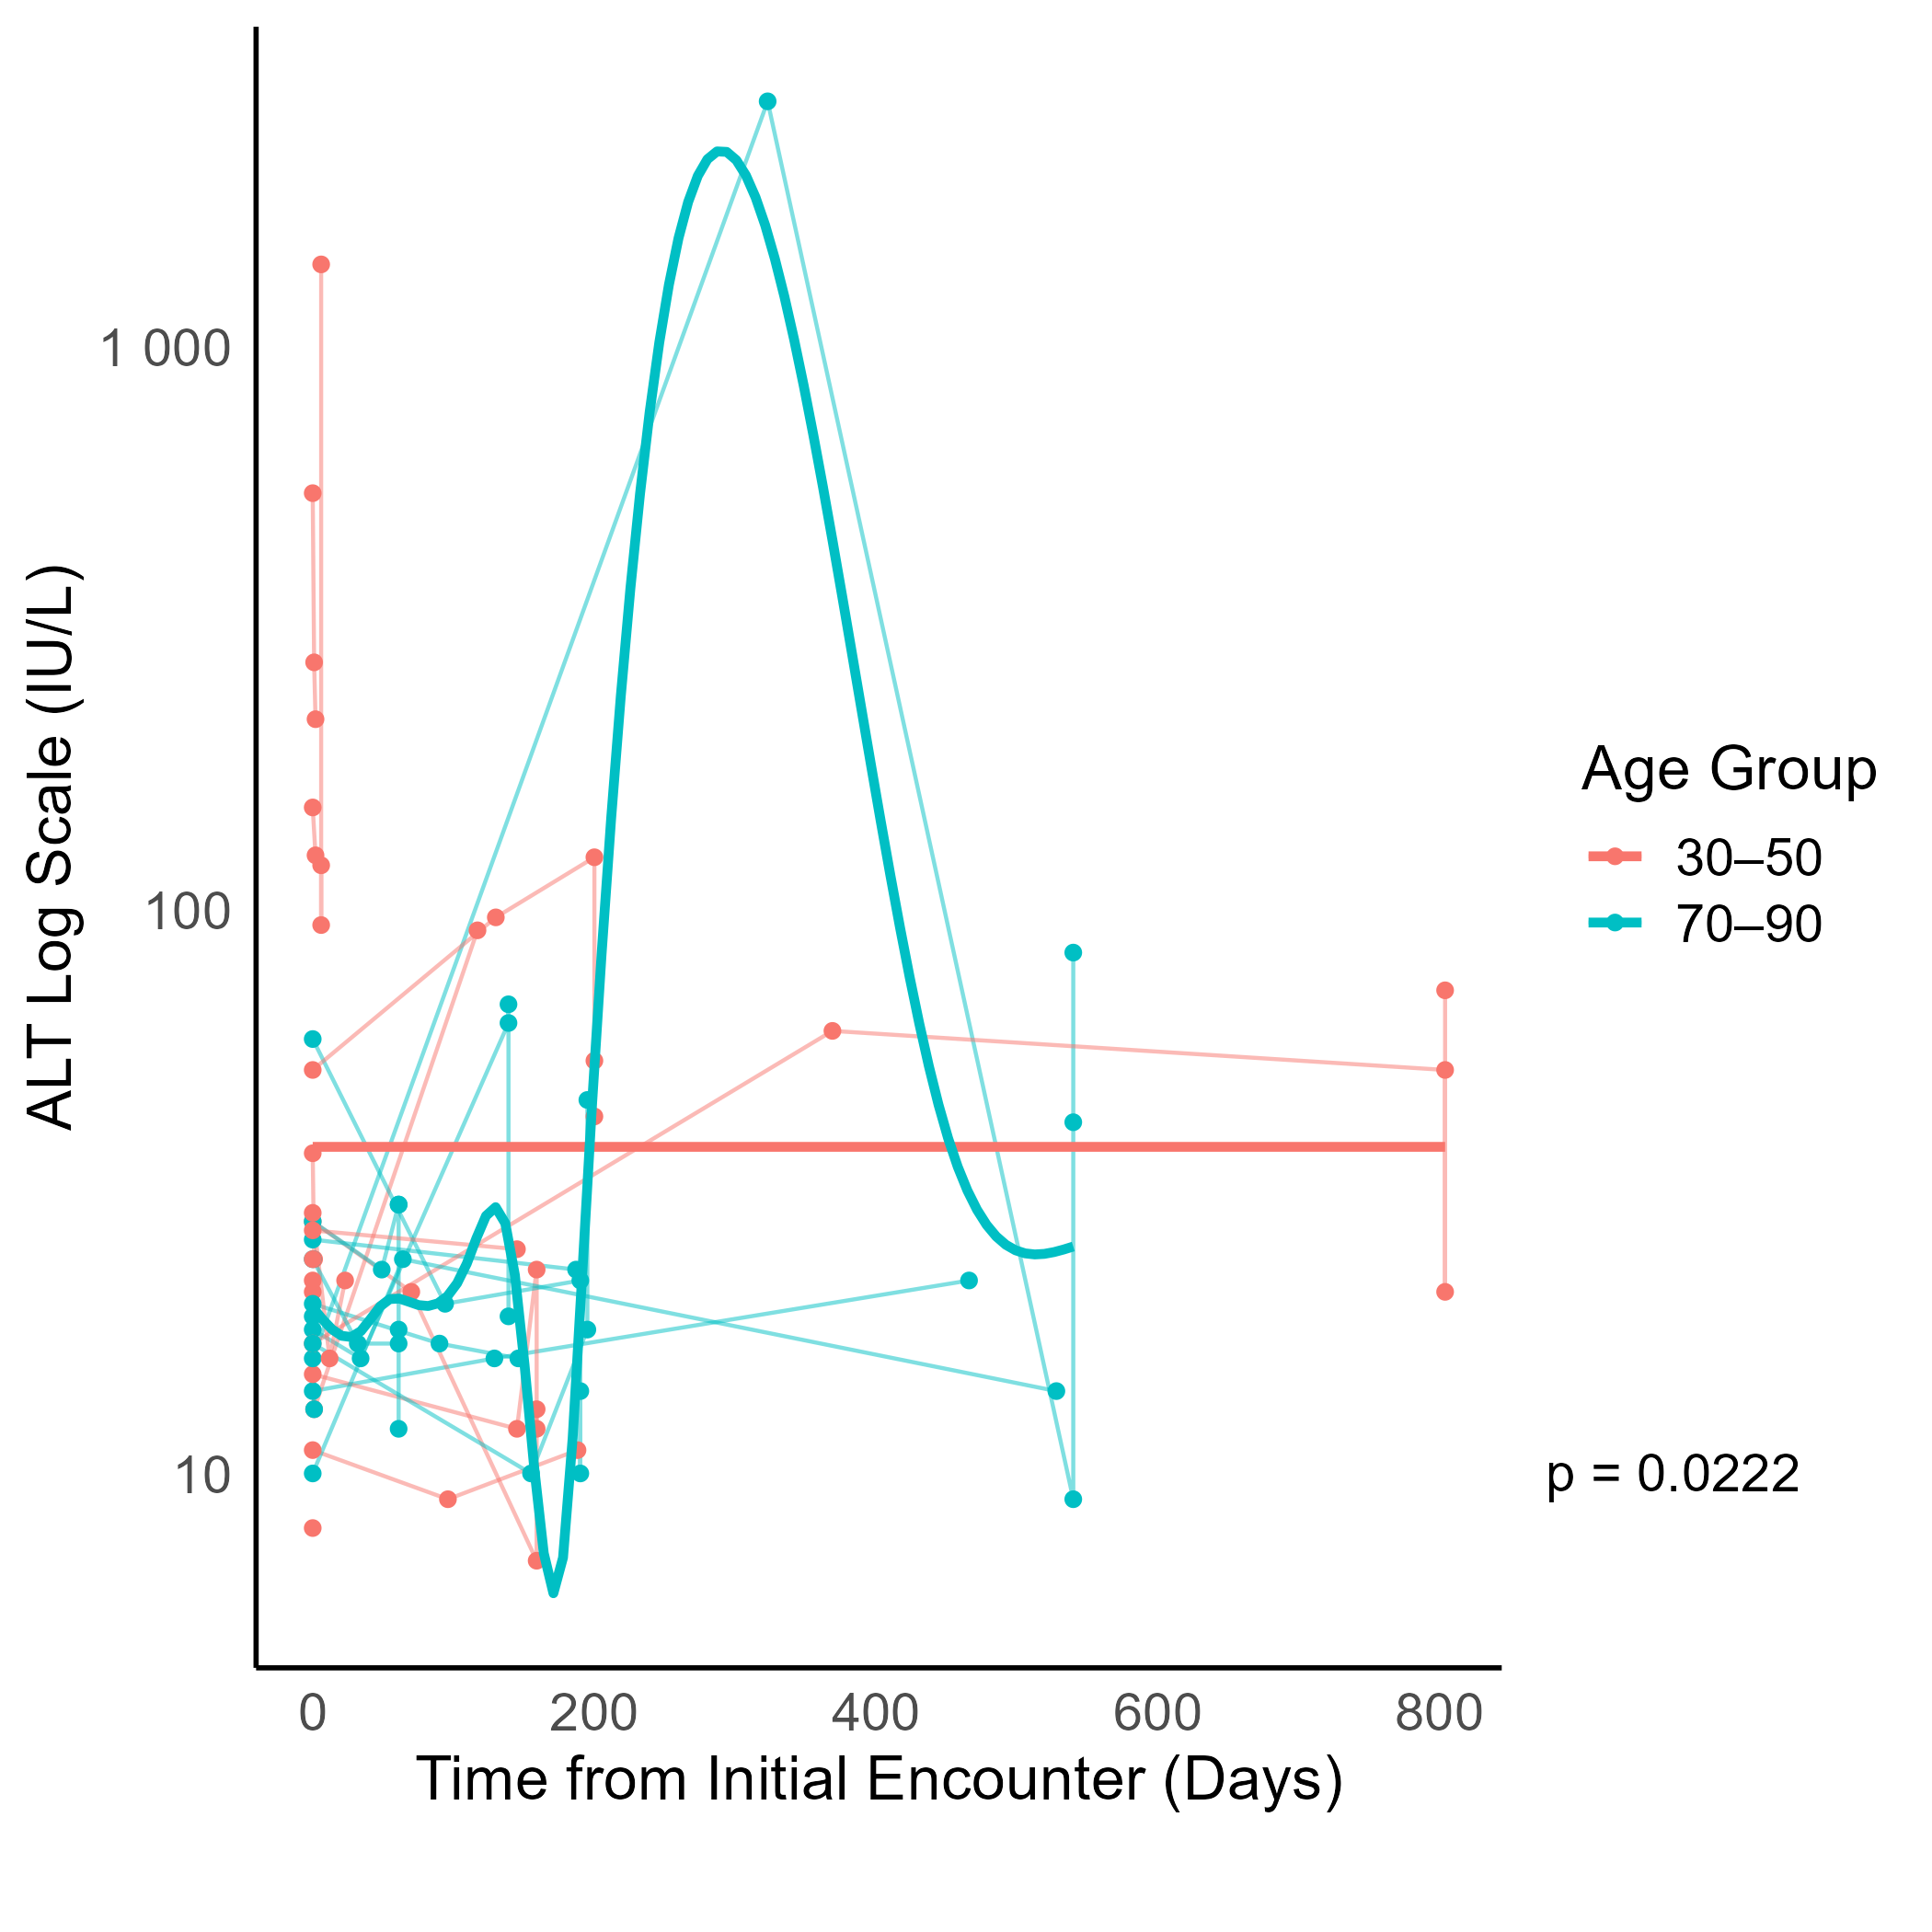 ALT Log Scale (IU/L)
1 000
100
10
0 200 400 600 800
Time from Initial Encounter (Days)
Age Group
30–50
70–90
p = 0.0222